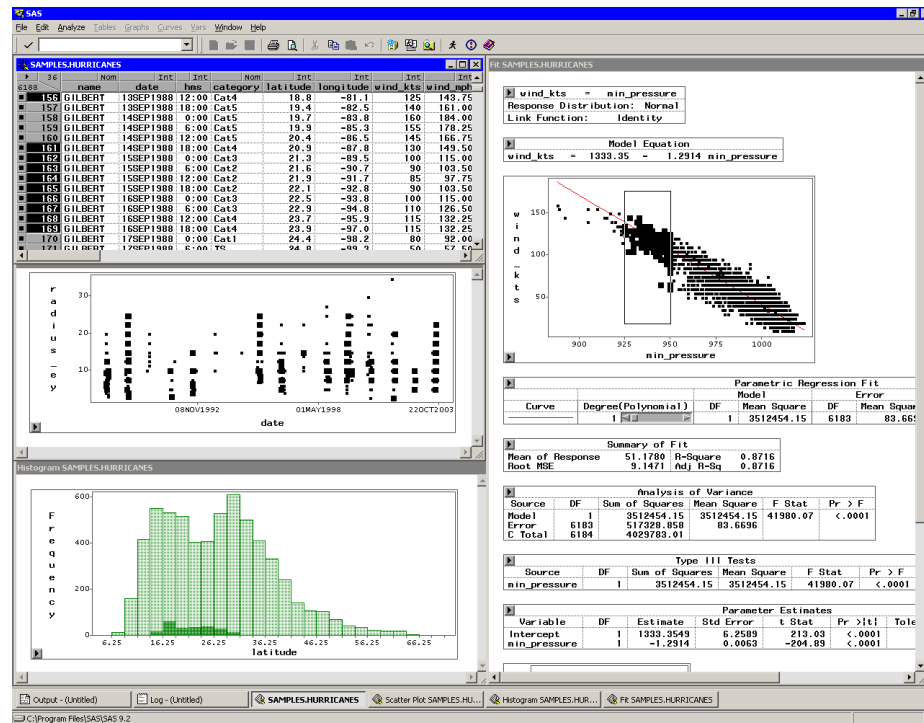 SAS
File Edit Analyze Tables Graphs Curves Vars Window Help
SAMPLES.HURRICANES
36 Nom Int Int Nom Int Int Int Int
6188 name date hms category latitude longitude wind_kts wind_mph
156 GILBERT 13SEP1988 12:00 Cat4 18.8 -81.1 125 143.75
157 GILBERT 13SEP1988 18:00 Cat4 19.4 -82.5 140 161.00
158 GILBERT 14SEP1988 0:00 Cat5 19.7 -83.8 160 184.00
159 GILBERT 14SEP1988 6:00 Cat5 19.9 -85.3 155 178.25
160 GILBERT 14SEP1988 12:00 Cat5 20.4 -86.5 145 166.75
161 GILBERT 14SEP1988 18:00 Cat4 20.9 -87.8 130 149.50
162 GILBERT 15SEP1988 0:00 Cat3 21.3 -89.5 100 115.00
163 GILBERT 15SEP1988 6:00 Cat2 21.6 -90.7 90 103.50
164 GILBERT 15SEP1988 12:00 Cat2 21.9 -91.7 85 97.75
165 GILBERT 15SEP1988 18:00 Cat2 22.1 -92.8 90 103.50
166 GILBERT 16SEP1988 0:00 Cat3 22.5 -93.8 100 115.00
167 GILBERT 16SEP1988 6:00 Cat3 22.9 -94.8 110 126.50
168 GILBERT 16SEP1988 12:00 Cat4 23.7 -95.9 115 132.25
169 GILBERT 16SEP1988 18:00 Cat4 23.9 -97.0 115 132.25
170 GILBERT 17SEP1988 0:00 Cat1 24.4 -98.2 80 92.00
171 GILBERT 17SEP1988 6:00 TS 24.8 -99.3 50 57.50
radius_ey
30
20
10
08NOV1992 01MAY1998 22OCT2003
date
Histogram SAMPLES.HURRICANES
Frequency
600
400
200
0
6.25 16.25 26.25 36.25 46.25 56.25 66.25
latitude
Fit SAMPLES.HURRICANES
wind_kts = min_pressure
Response Distribution: Normal
Link Function: Identity
Model Equation
wind_kts = 1333.35 - 1.2914 min_pressure
wind_kts
150
100
50
900 925 950 975 1000
min_pressure
Parametric Regression Fit
Model Error
Curve Degree(Polynomial) DF Mean Square DF Mean Squar
1 1 3512454.15 6183 83.669
Summary of Fit
Mean of Response 51.1780 R-Square 0.8716
Root MSE 9.1471 Adj R-Sq 0.8716
Analysis of Variance
Source DF Sum of Squares Mean Square F Stat Pr > F
Model 1 3512454.15 3512454.15 41980.07 <.0001
Error 6183 517328.858 83.6696
C Total 6184 4029783.01
Type III Tests
Source DF Sum of Squares Mean Square F Stat Pr > F
min_pressure 1 3512454.15 3512454.15 41980.07 <.0001
Parameter Estimates
Variable DF Estimate Std Error t Stat Pr >|t| Tole
Intercept 1 1333.3549 6.2589 213.03 <.0001
min_pressure 1 -1.2914 0.0063 -204.89 <.0001
Output - (Untitled) Log - (Untitled) SAMPLES.HURRICANES Scatter Plot SAMPLES.HU... Histogram SAMPLES.HUR... Fit SAMPLES.HURRICANES
C:\Program Files\SAS\SAS 9.2